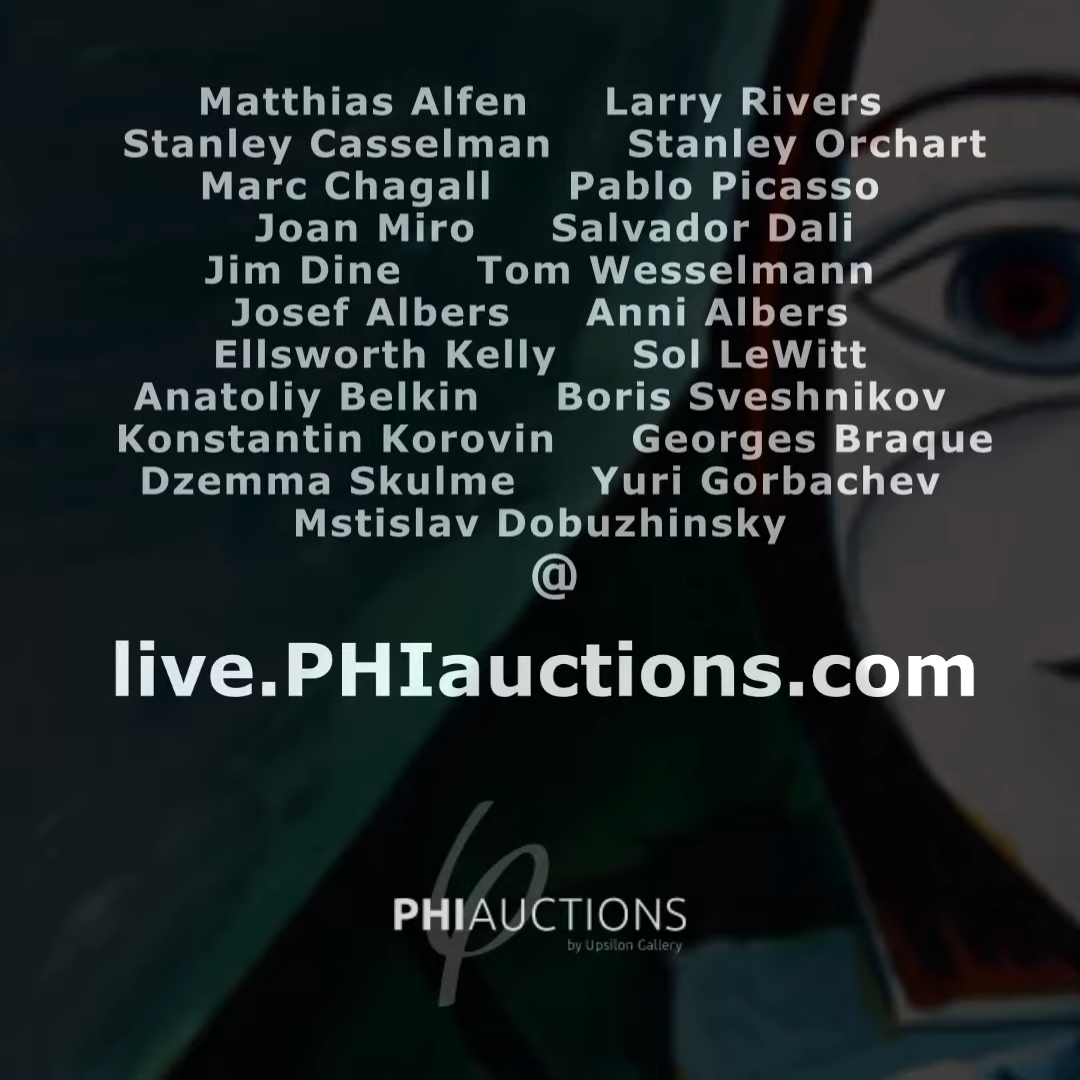 Matthias Alfen Larry Rivers
Stanley Casselman Stanley Orchart
Marc Chagall Pablo Picasso
Joan Miro Salvador Dali
Jim Dine Tom Wesselmann
Josef Albers Anni Albers
Ellsworth Kelly Sol LeWitt
Anatoliy Belkin Boris Sveshnikov
Konstantin Korovin Georges Braque
Dzemma Skulme Yuri Gorbachev
Mstislav Dobuzhinsky
@
live.PHIauctions.com
PHIAUCTIONS
by Upsilon Gallery